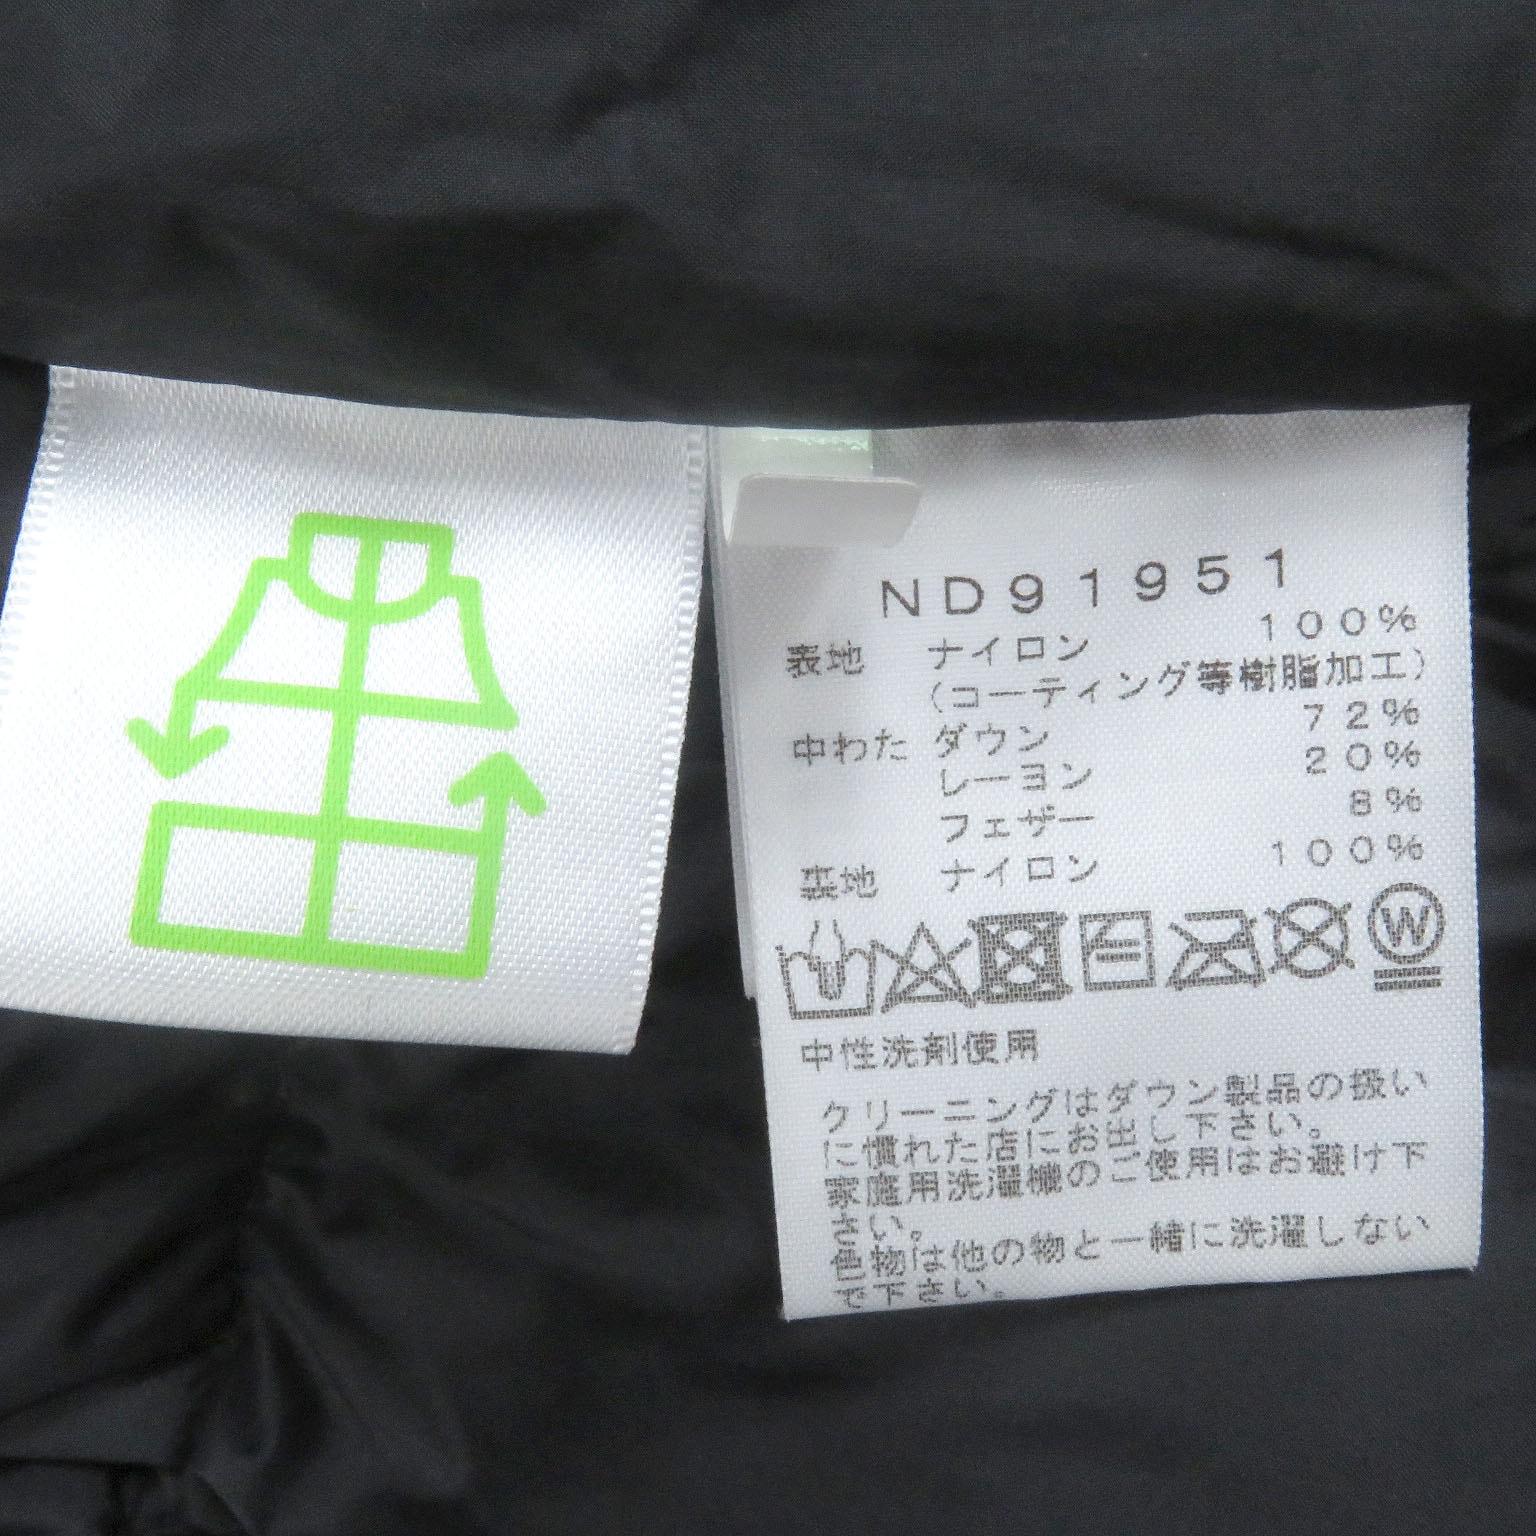 ND91951
表地 ナイロン 100%
(コーティング等樹脂加工)
中わた ダウン 72%
レーヨン 20%
フェザー 8%
裏地 ナイロン 100%
W
中性洗剤使用
クリーニングはダウン製品の扱い
に慣れた店にお出し下さい。
家庭用洗濯機のご使用はお避け下
さい。
色物は他の物と一緒に洗濯しない
で下さい。